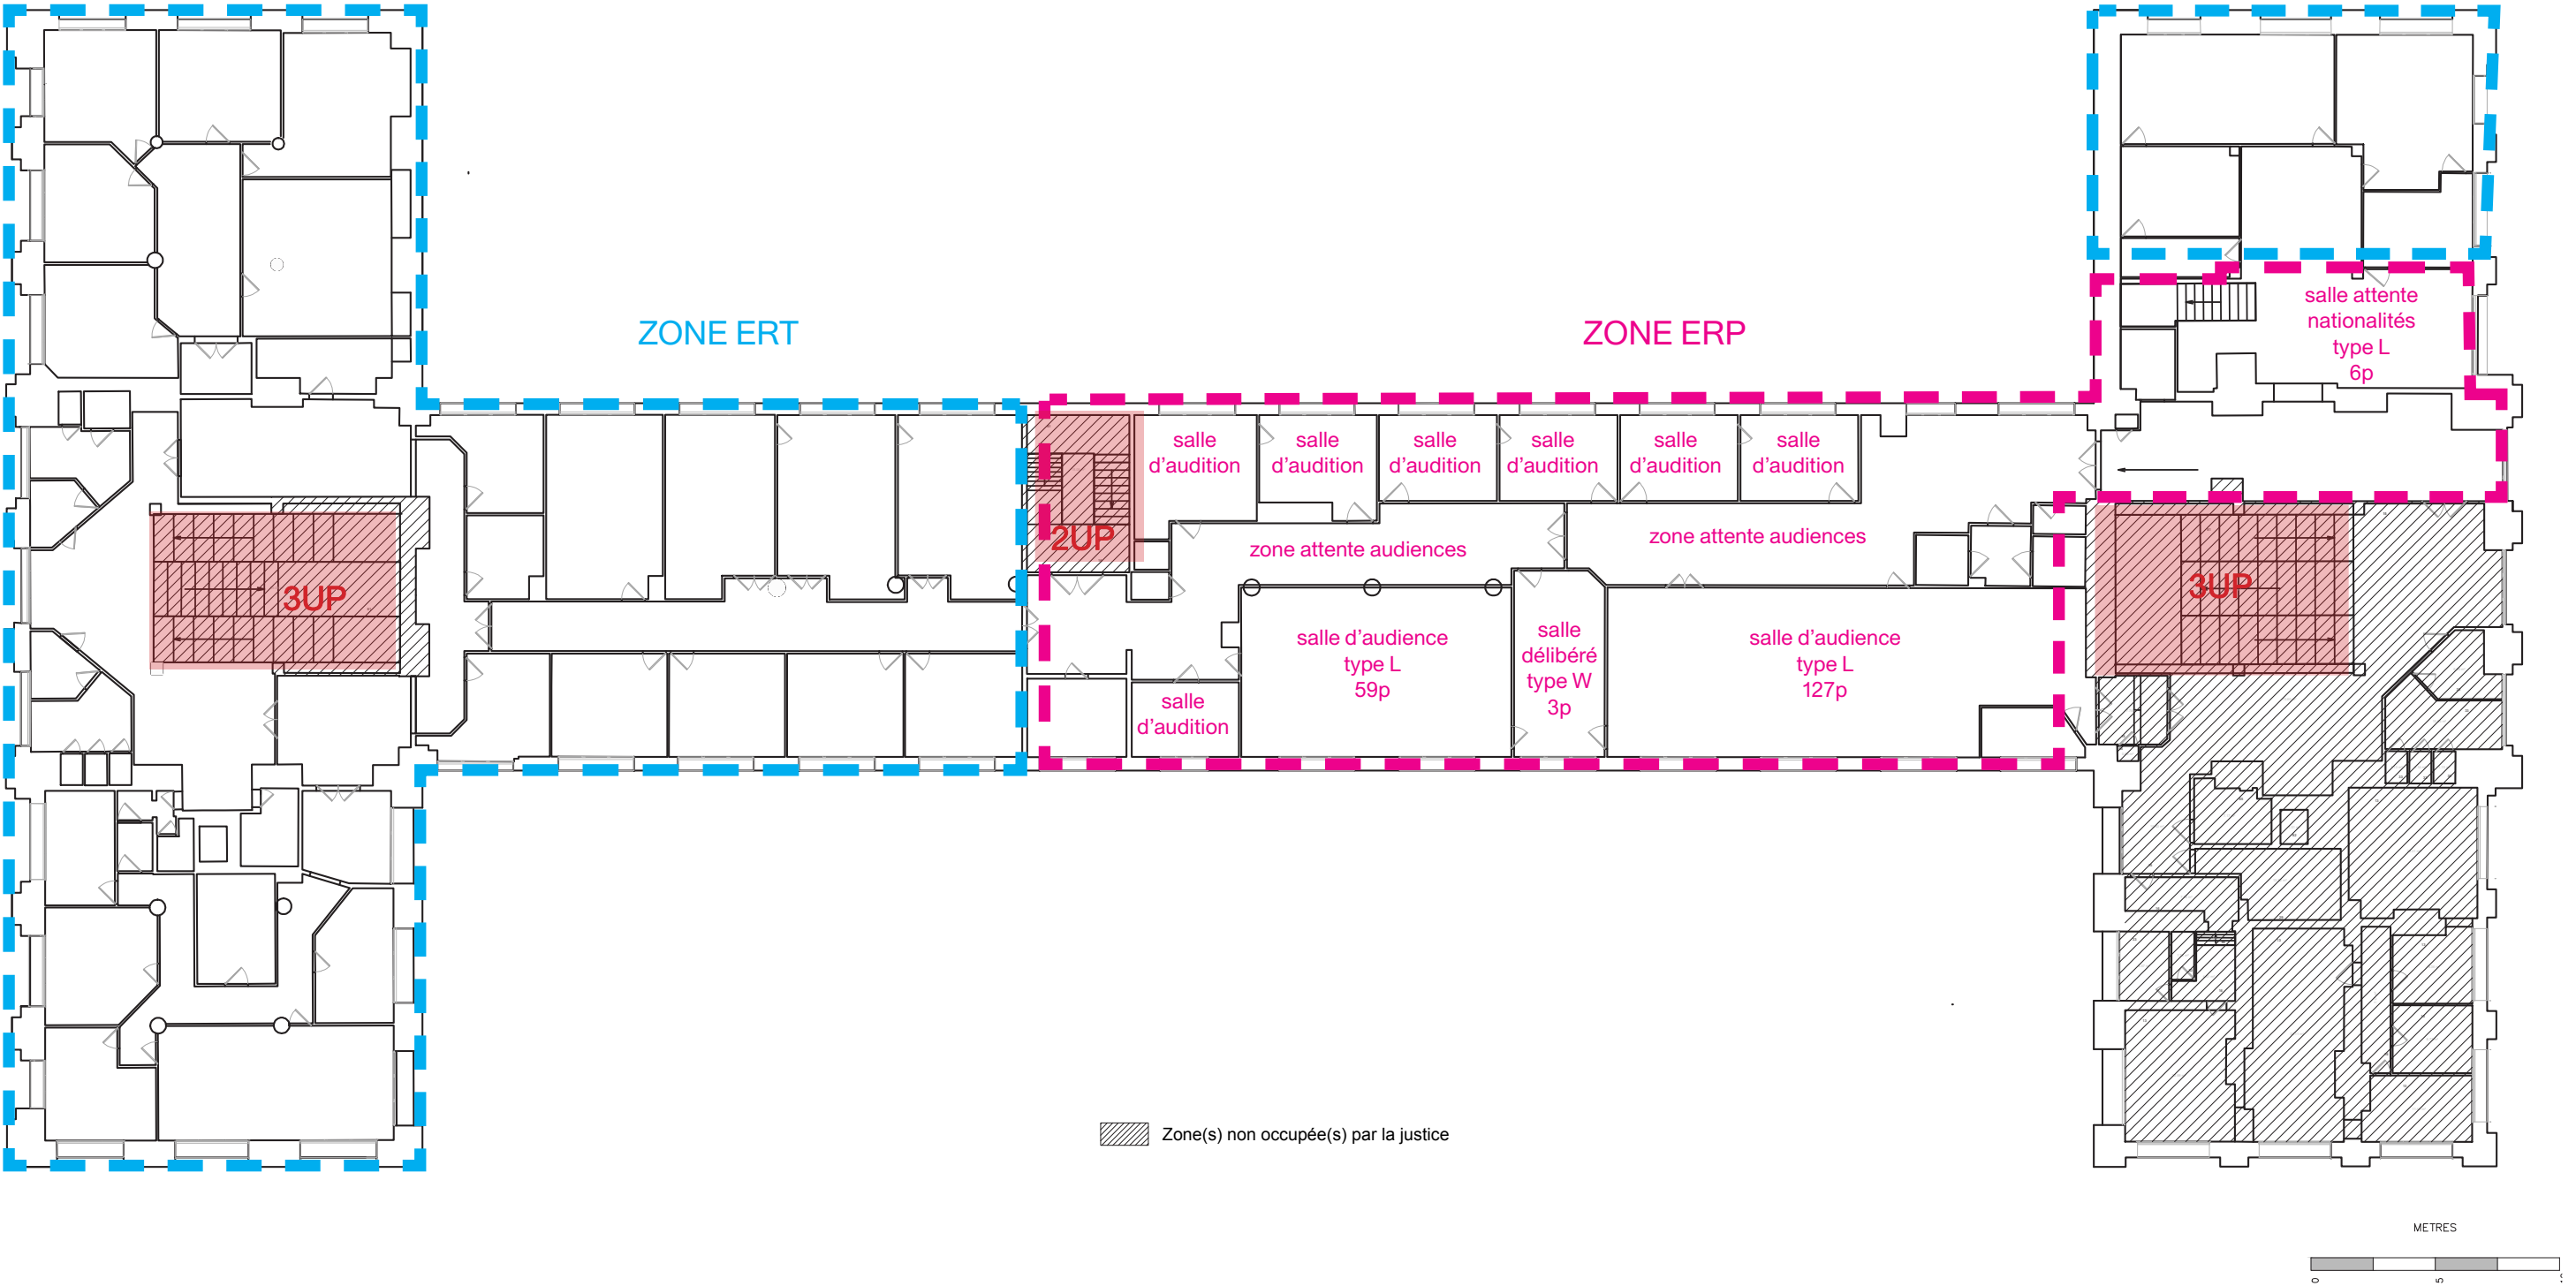 ZONE ERT
ZONE ERP
salle attente
nationalités
type L
6p
salle
d'audition
salle
d'audition
salle
d'audition
salle
d'audition
salle
d'audition
salle
d'audition
2UP
zone attente audiences
zone attente audiences
3UP
3UP
salle d'audience
type L
59p
salle
délibéré
type W
3p
salle d'audience
type L
127p
salle
d'audition
Zone(s) non occupée(s) par la justice
METRES
0
5